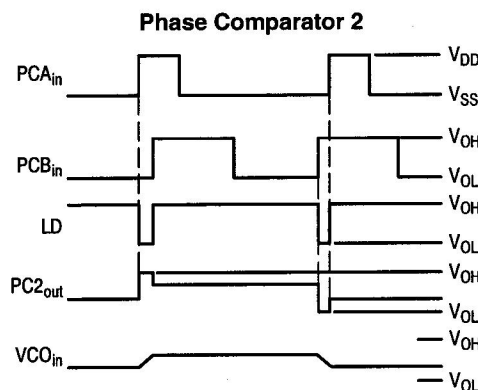 Phase Comparator 2
PCAin
VDD
VSS
PCBin
VOH
VOL
LD
VOH
VOL
PC2out
VOH
VOL
VCOin
VOH
VOL